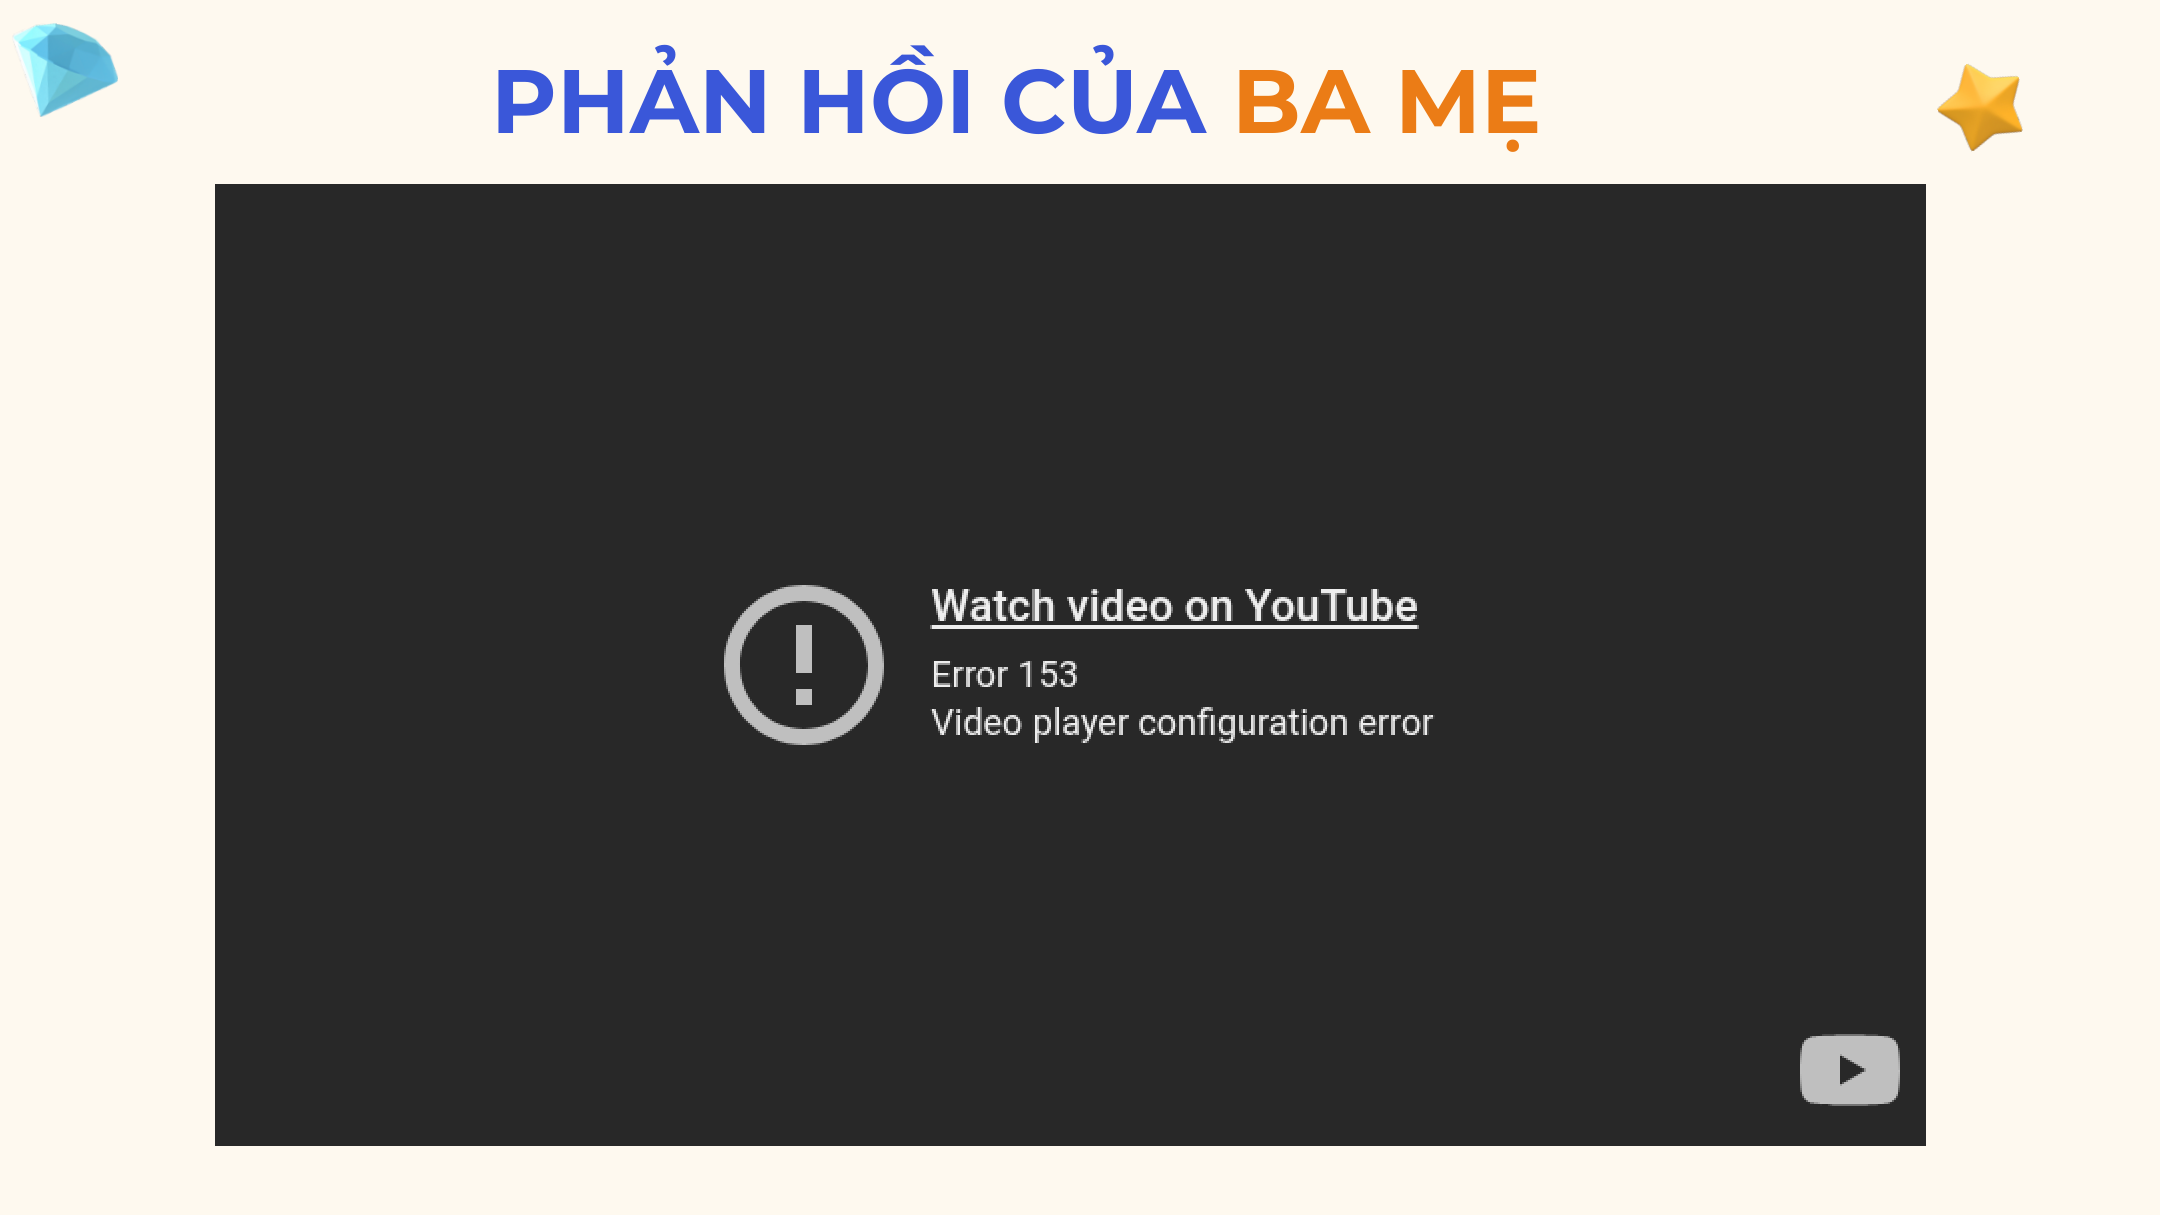 PHẢN HỒI CỦA BA MẸ
Watch video on YouTube
Error 153
Video player configuration error